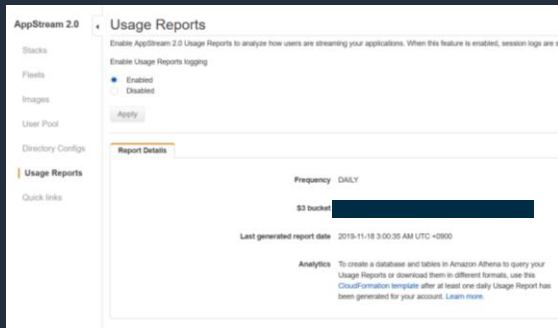 AppStream 2.0
Stacks
Fleets
Images
User Pool
Directory Configs
Usage Reports
Quick links
Usage Reports
Enable AppStream 2.0 Usage Reports to analyze how users are streaming your applications. When this feature is enabled, session logs are
Enable Usage Reports logging
Enabled
Disabled
Apply
Report Details
Frequency DAILY
S3 bucket
Last generated report date 2019-11-18 3:00:35 AM UTC +0900
Analytics To create a database and tables in Amazon Athena to query your
Usage Reports or download them in different formats, use this
CloudFormation template after at least one daily Usage Report has
been generated for your account. Learn more.